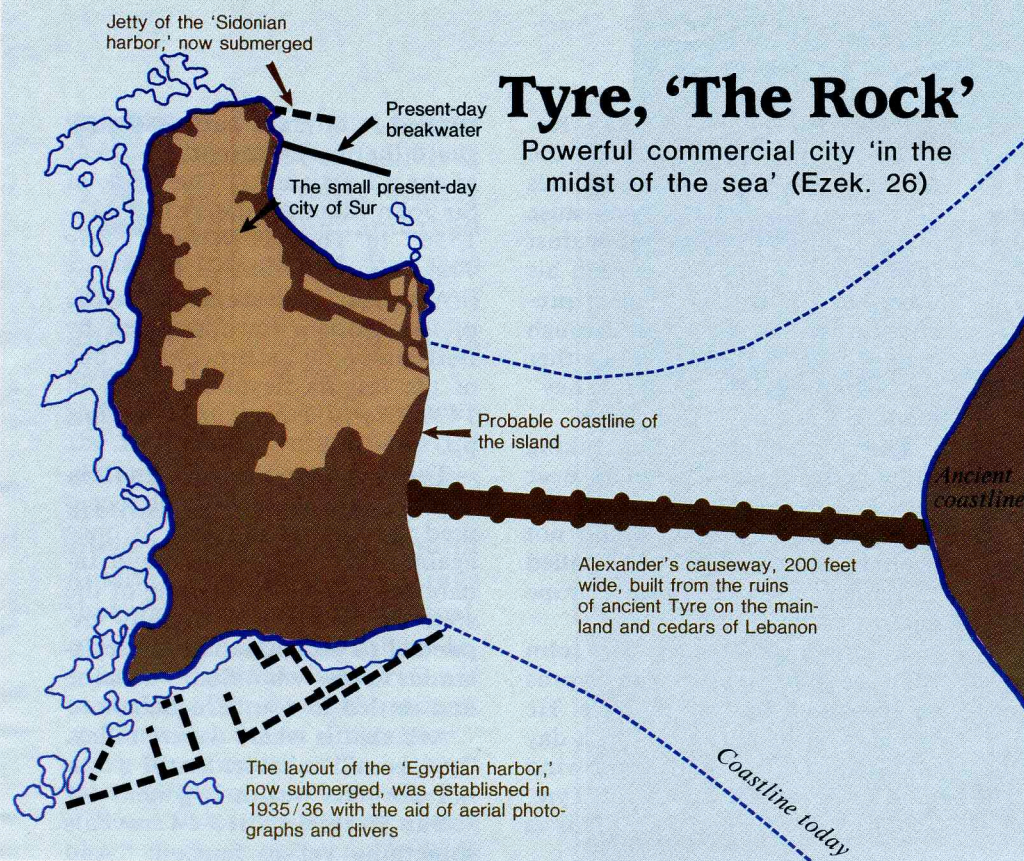 Jetty of the ‘Sidonian
harbor,’ now submerged
Tyre, ‘The Rock’
Powerful commercial city ‘in the
midst of the sea’ (Ezek. 26)
Present-day
breakwater
The small present-day
city of Sur
Probable coastline of
the island
Ancient
coastline
Alexander’s causeway, 200 feet
wide, built from the ruins
of ancient Tyre on the main-
land and cedars of Lebanon
Coastline today
The layout of the ‘Egyptian harbor,’
now submerged, was established in
1935/36 with the aid of aerial photo-
graphs and divers